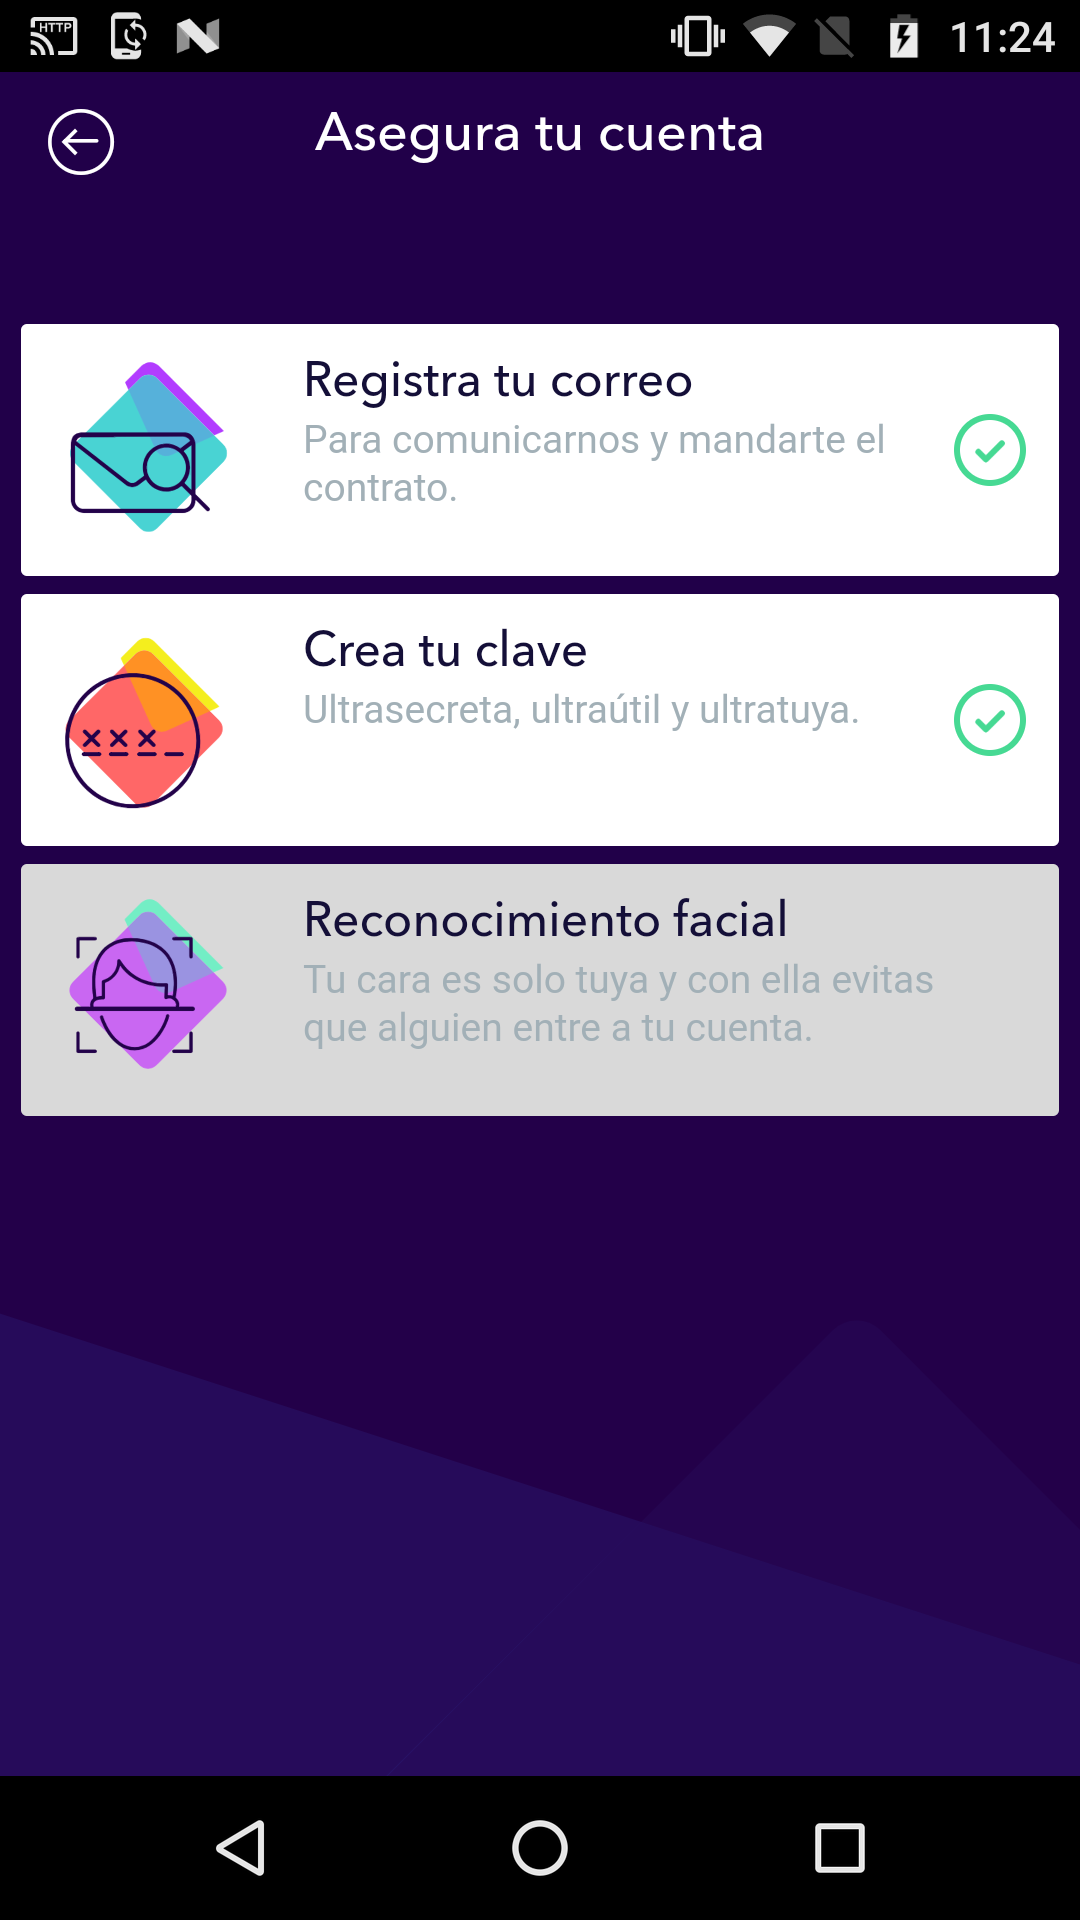 HTTP
11:24
Asegura tu cuenta
Registra tu correo
Para comunicarnos y mandarte el
contrato.
Crea tu clave
Ultrasecreta, ultraútil y ultratuya.
Reconocimiento facial
Tu cara es solo tuya y con ella evitas
que alguien entre a tu cuenta.